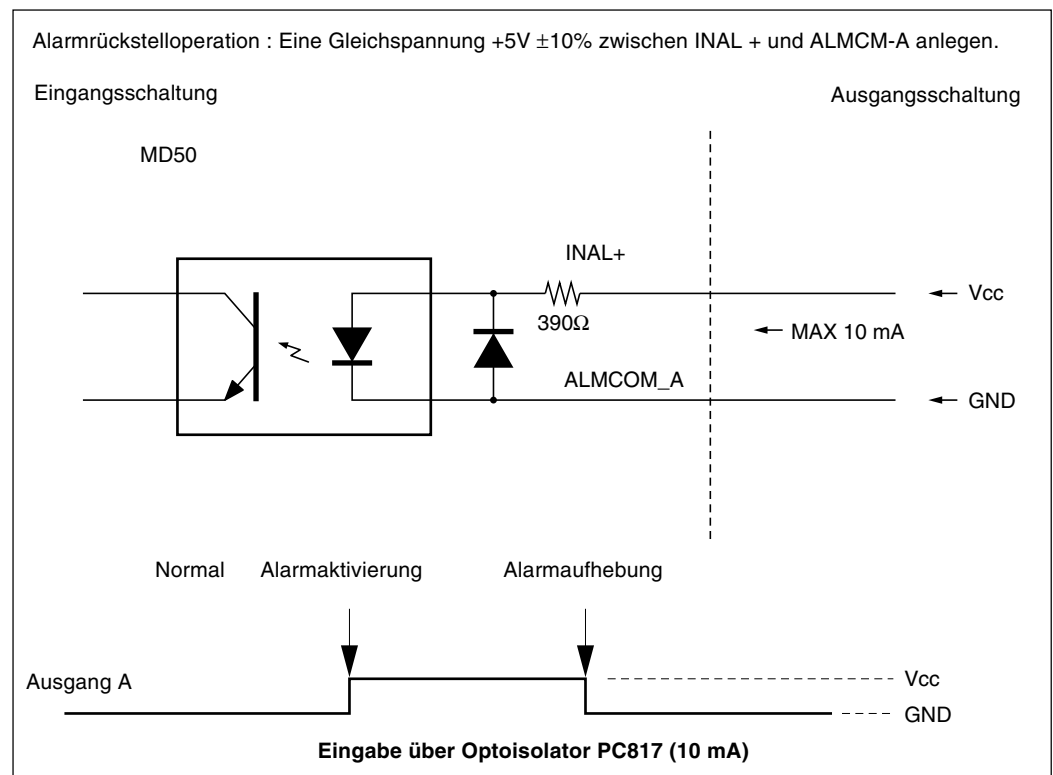 Alarmrückstelloperation : Eine Gleichspannung +5V ±10% zwischen INAL + und ALMCM-A anlegen.
Eingangsschaltung
Ausgangsschaltung
MD50
INAL+
Vcc
390Ω
MAX 10 mA
ALMCOM_A
GND
Normal
Alarmaktivierung
Alarmaufhebung
Ausgang A
Vcc
GND
Eingabe über Optoisolator PC817 (10 mA)